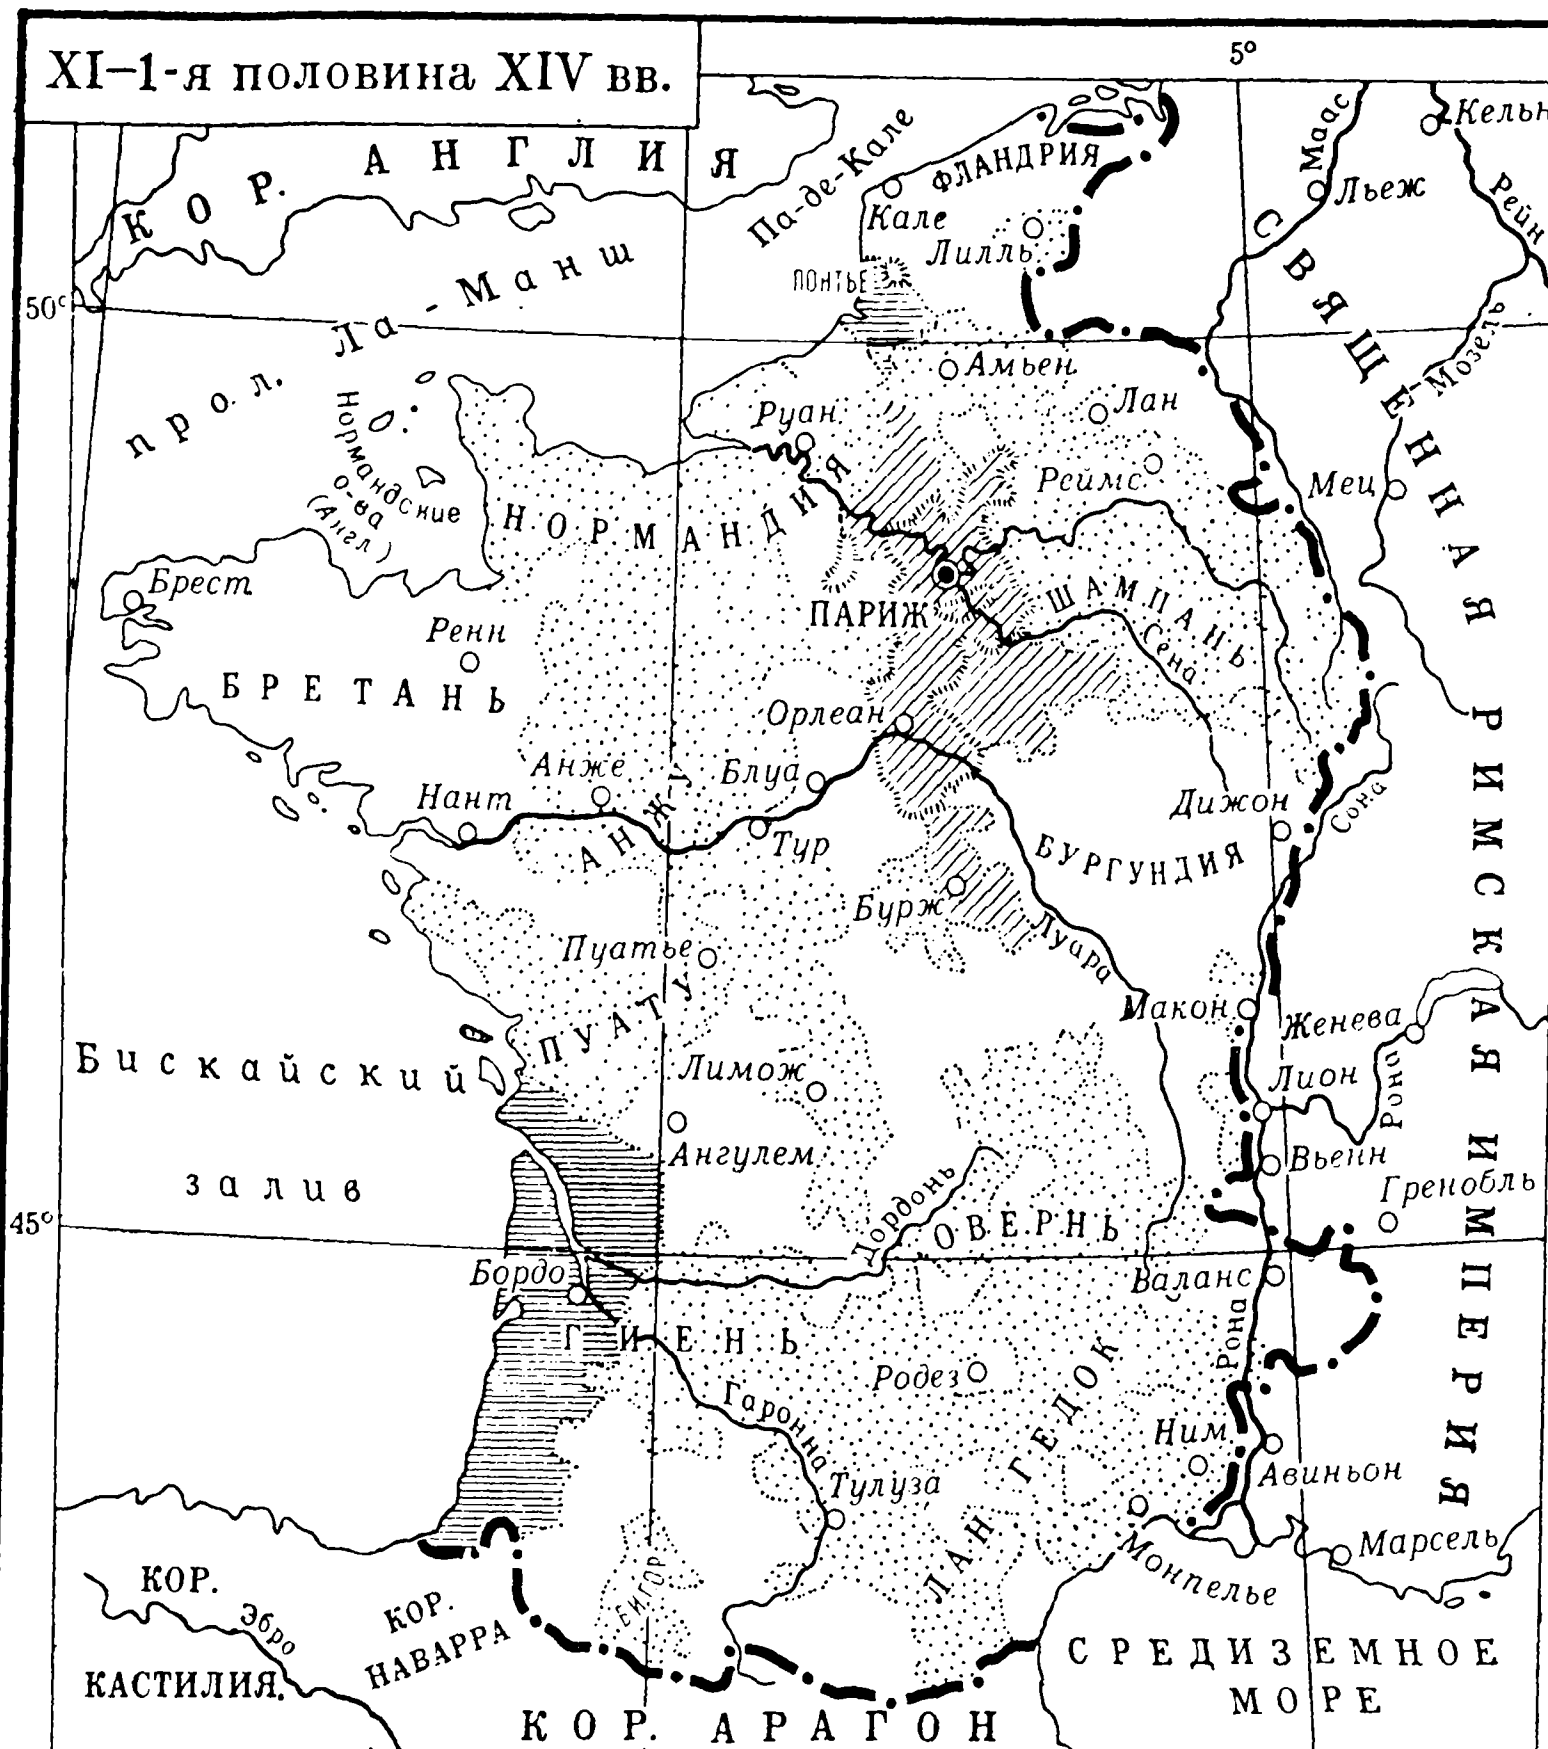 XI–1-я половина XIV вв.
5°
КОР. АНГЛИЯ
Па-де-Кале
ФЛАНДРИЯ
Маас
Кельн
Льеж
Рейн
Кале
Лилль
ПОНТЬЕ
прол. Ла-Манш
50°
СВЯЩЕННАЯ РИМСКАЯ ИМПЕРИЯ
Мозель
Амьен
Лан
Руан
Реймс
Мец
Нормандские
о-ва
(Англ)
НОРМАНДИЯ
Брест
Ренн
БРЕТАНЬ
ПАРИЖ
ШАМПАНЬ
Сена
Орлеан
Анже
Блуа
Нант
АНЖУ
Тур
Дижон
Сона
БУРГУНДИЯ
Бурж
Луара
Пуатье
ПУАТУ
Макон
Женева
Бискайский
залив
Лимож
Лион
Рона
Ангулем
Вьенн
Гренобль
45°
Дордонь
ОВЕРНЬ
Бордо
Валанс
ГИЕНЬ
Рона
Родез
ЛАНГЕДОК
Гаронна
Ним
Авиньон
Тулуза
Монпелье
Марсель
КОР.
КАСТИЛИЯ
Эбро
КОР.
НАВАРРА
СРЕДИЗЕМНОЕ
МОРЕ
КОР. АРАГОН